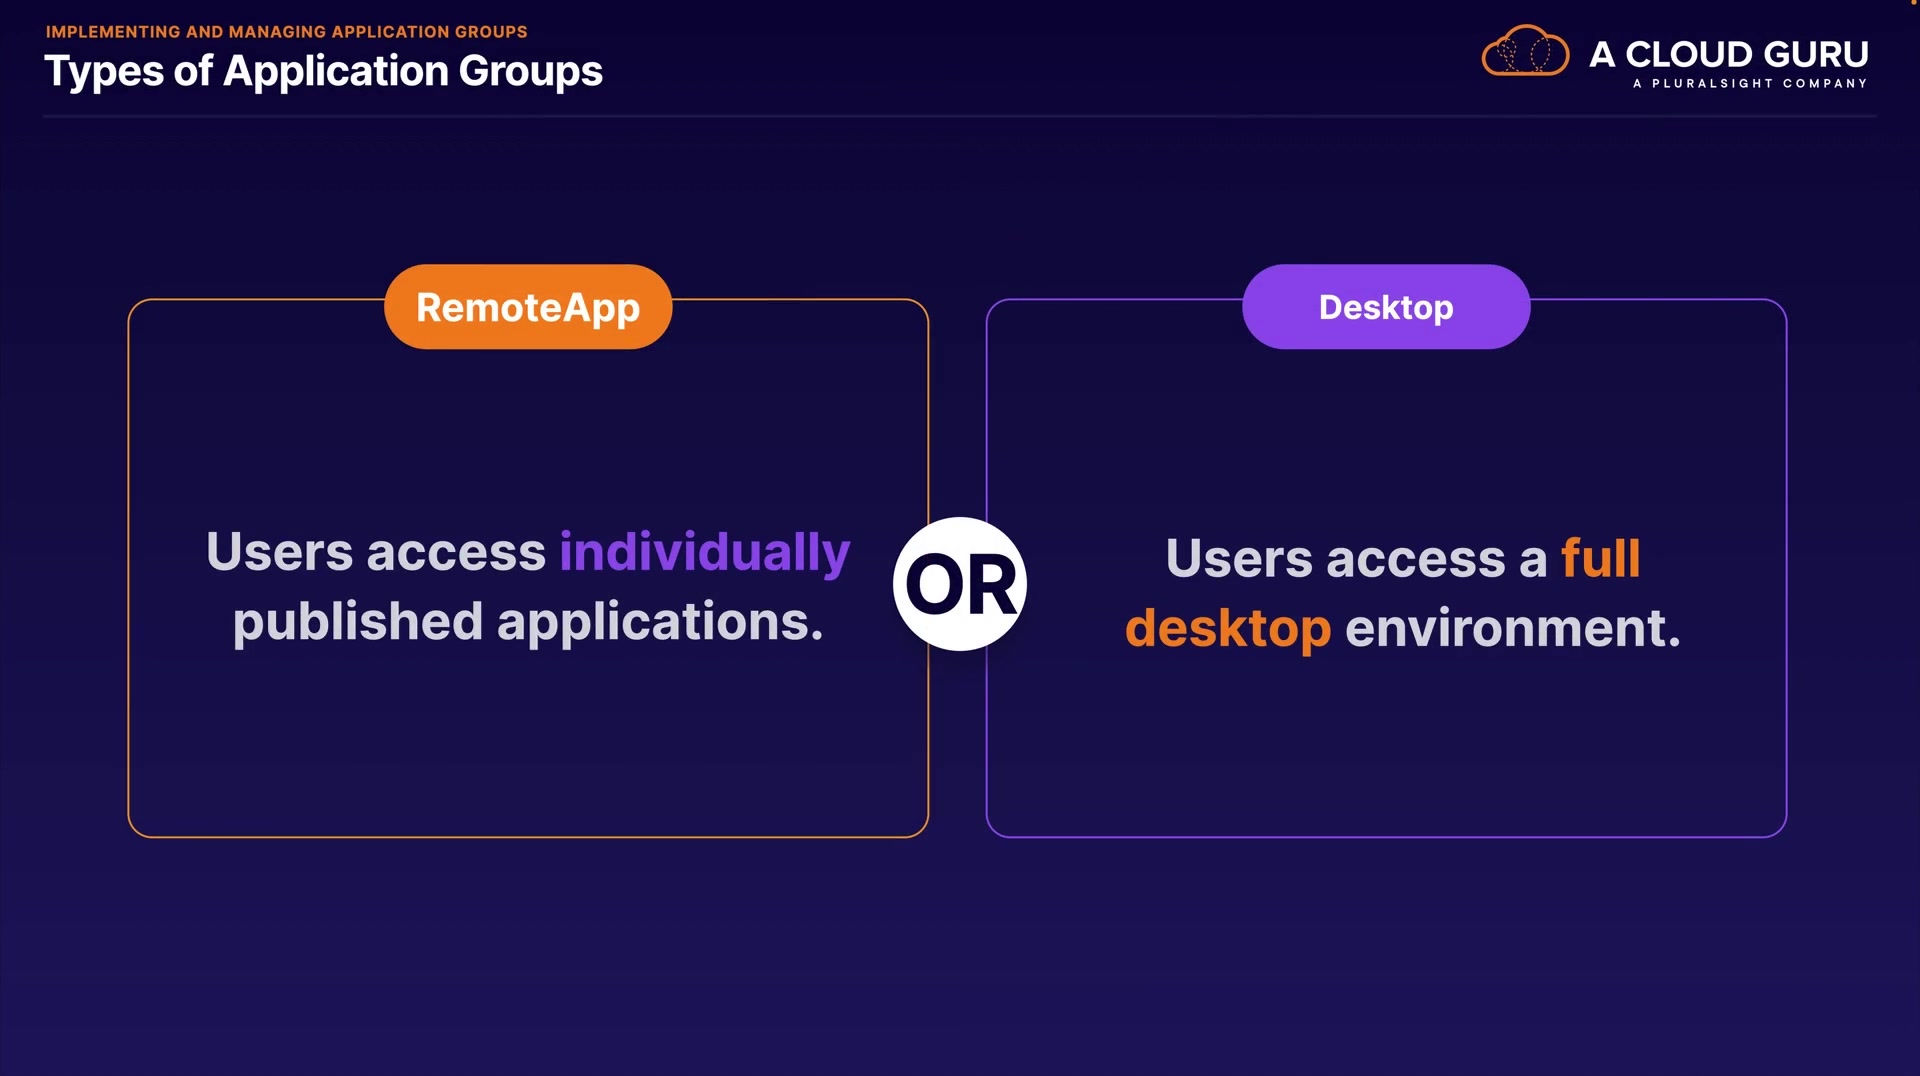 IMPLEMENTING AND MANAGING APPLICATION GROUPS
Types of Application Groups
A CLOUD GURU
A PLURALSIGHT COMPANY
RemoteApp
Users access individually
published applications.
OR
Desktop
Users access a full
desktop environment.